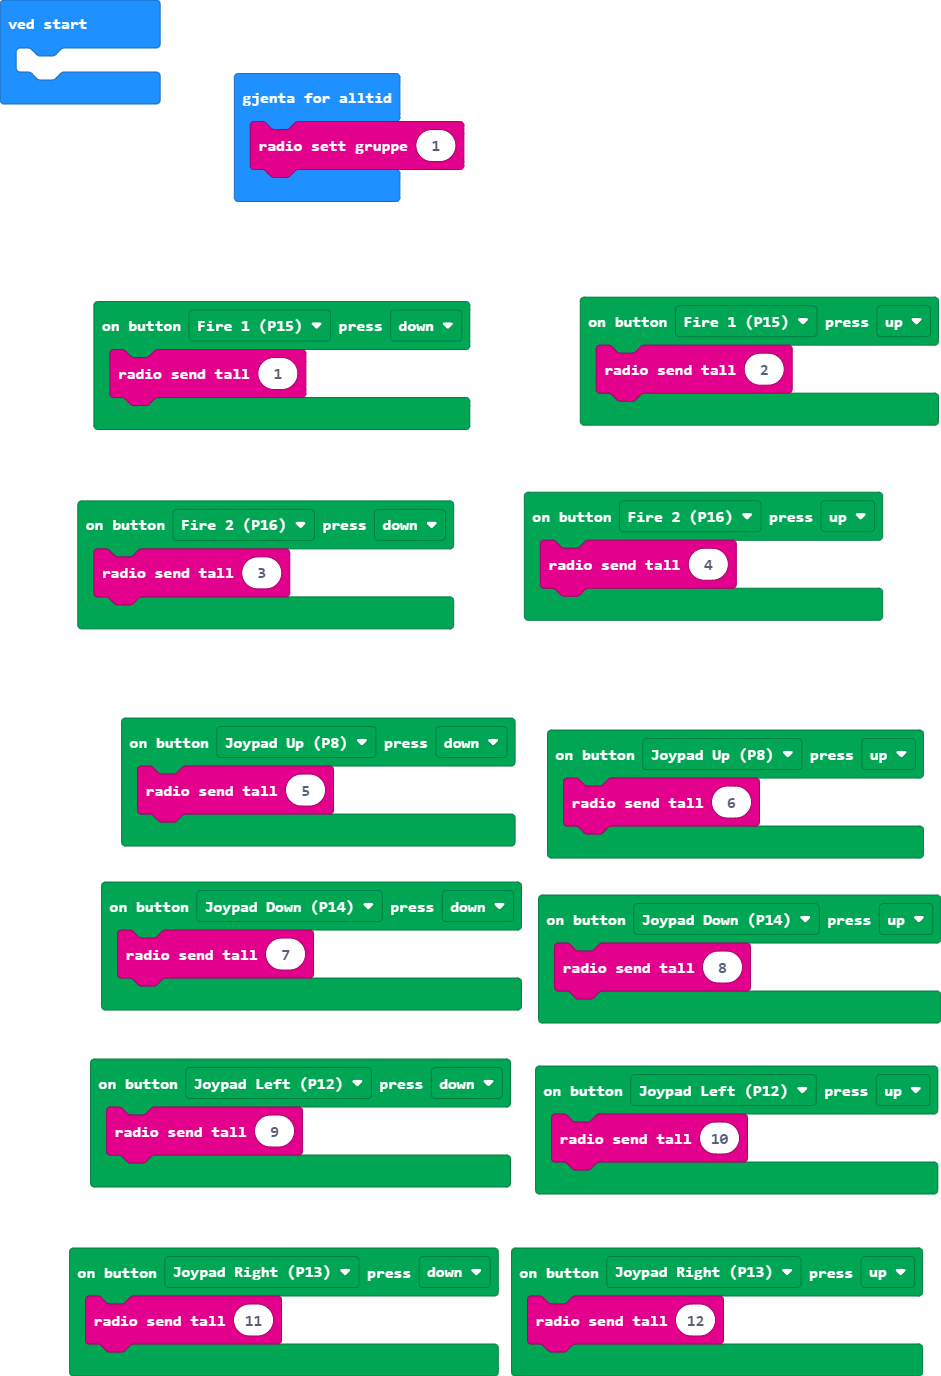 ved start
gjenta for alltid
radio sett gruppe 1
on button Fire 1 (P15) press down
radio send tall 1
on button Fire 1 (P15) press up
radio send tall 2
on button Fire 2 (P16) press down
radio send tall 3
on button Fire 2 (P16) press up
radio send tall 4
on button Joypad Up (P8) press down
radio send tall 5
on button Joypad Up (P8) press up
radio send tall 6
on button Joypad Down (P14) press down
radio send tall 7
on button Joypad Down (P14) press up
radio send tall 8
on button Joypad Left (P12) press down
radio send tall 9
on button Joypad Left (P12) press up
radio send tall 10
on button Joypad Right (P13) press down
radio send tall 11
on button Joypad Right (P13) press up
radio send tall 12